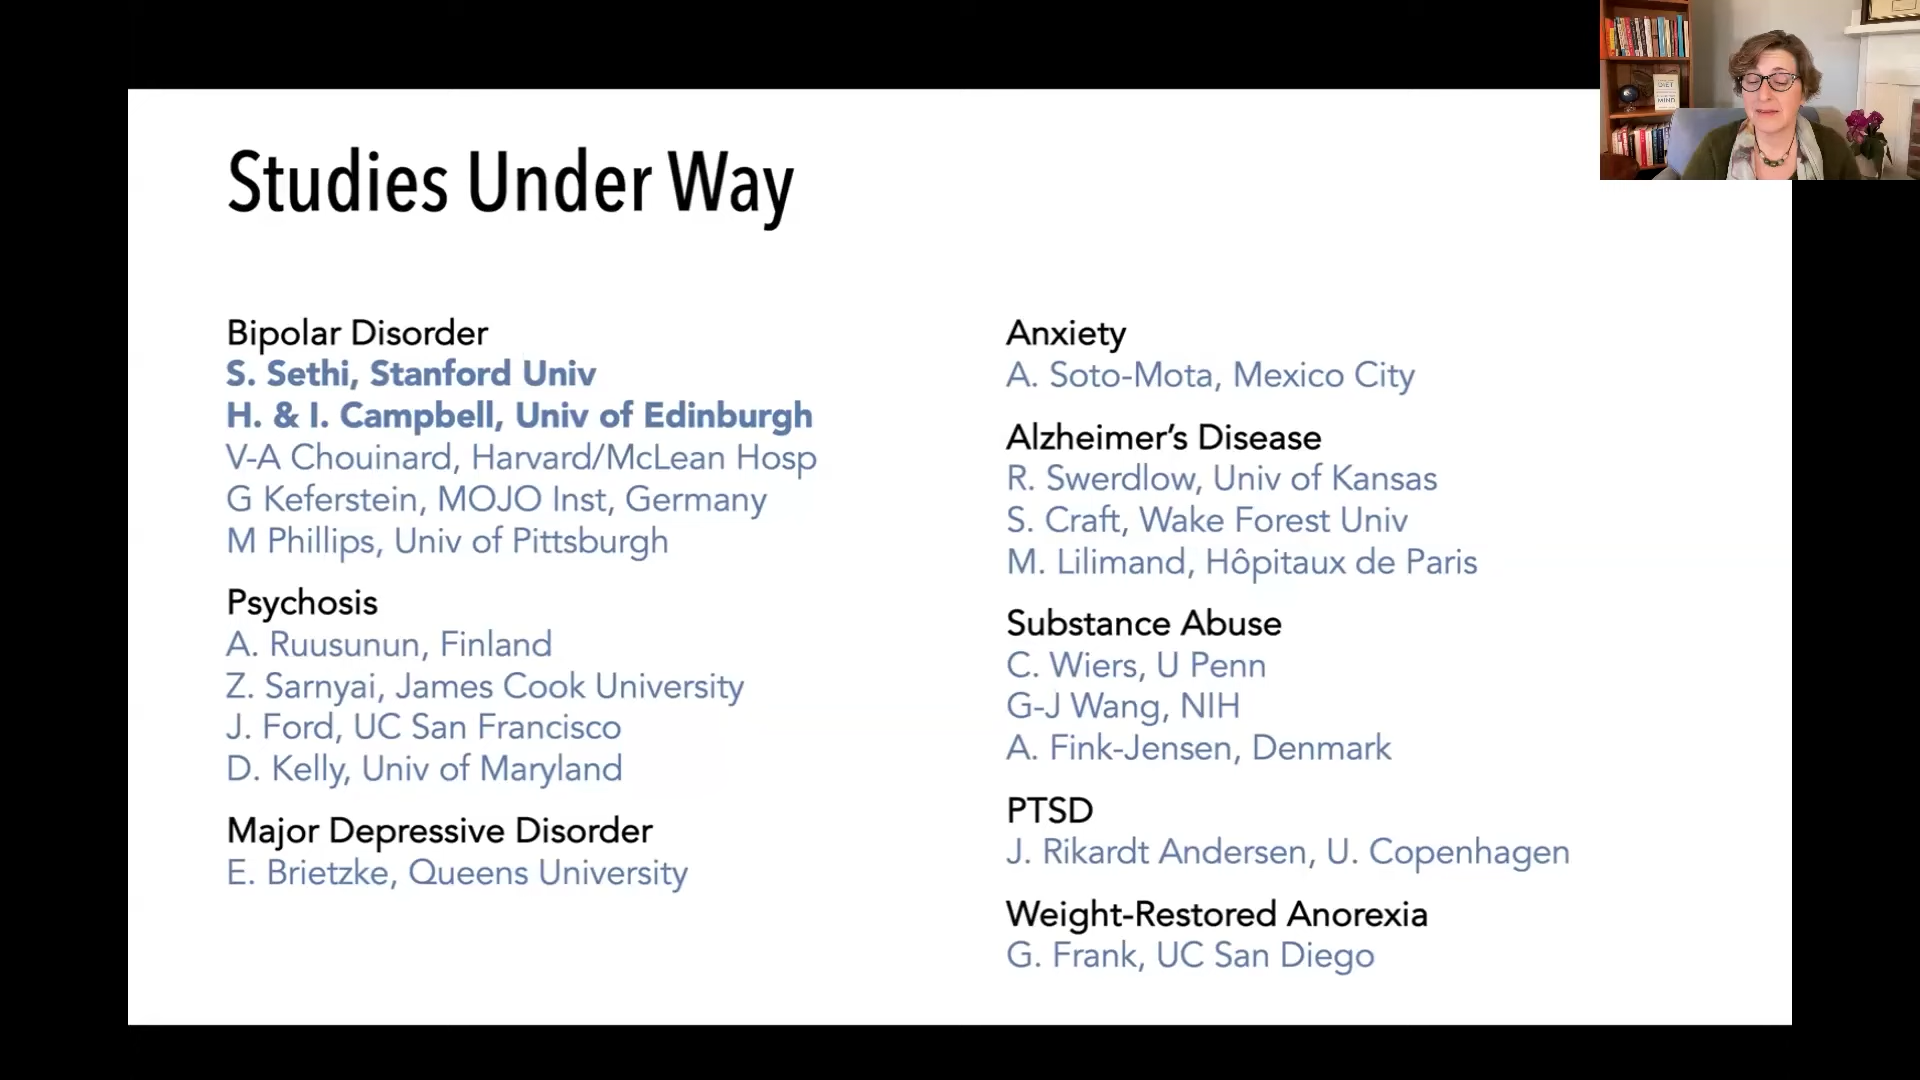 Studies Under Way
Bipolar Disorder
S. Sethi, Stanford Univ
H. & I. Campbell, Univ of Edinburgh
V-A Chouinard, Harvard/McLean Hosp
G Keferstein, MOJO Inst, Germany
M Phillips, Univ of Pittsburgh
Psychosis
A. Ruusunun, Finland
Z. Sarnyai, James Cook University
J. Ford, UC San Francisco
D. Kelly, Univ of Maryland
Major Depressive Disorder
E. Brietzke, Queens University
Anxiety
A. Soto-Mota, Mexico City
Alzheimer’s Disease
R. Swerdlow, Univ of Kansas
S. Craft, Wake Forest Univ
M. Lilimand, Hôpitaux de Paris
Substance Abuse
C. Wiers, U Penn
G-J Wang, NIH
A. Fink-Jensen, Denmark
PTSD
J. Rikardt Andersen, U. Copenhagen
Weight-Restored Anorexia
G. Frank, UC San Diego
DIET
MIND